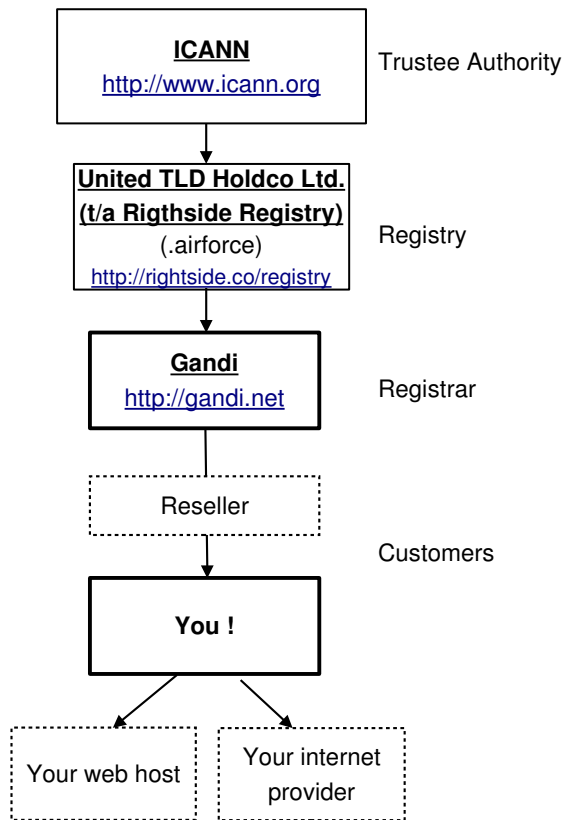 ICANN
http://www.icann.org
Trustee Authority
United TLD Holdco Ltd.
(t/a Rigthside Registry)
(.airforce)
http://rightside.co/registry
Registry
Gandi
http://gandi.net
Registrar
Reseller
Customers
You !
Your web host
Your internet
provider